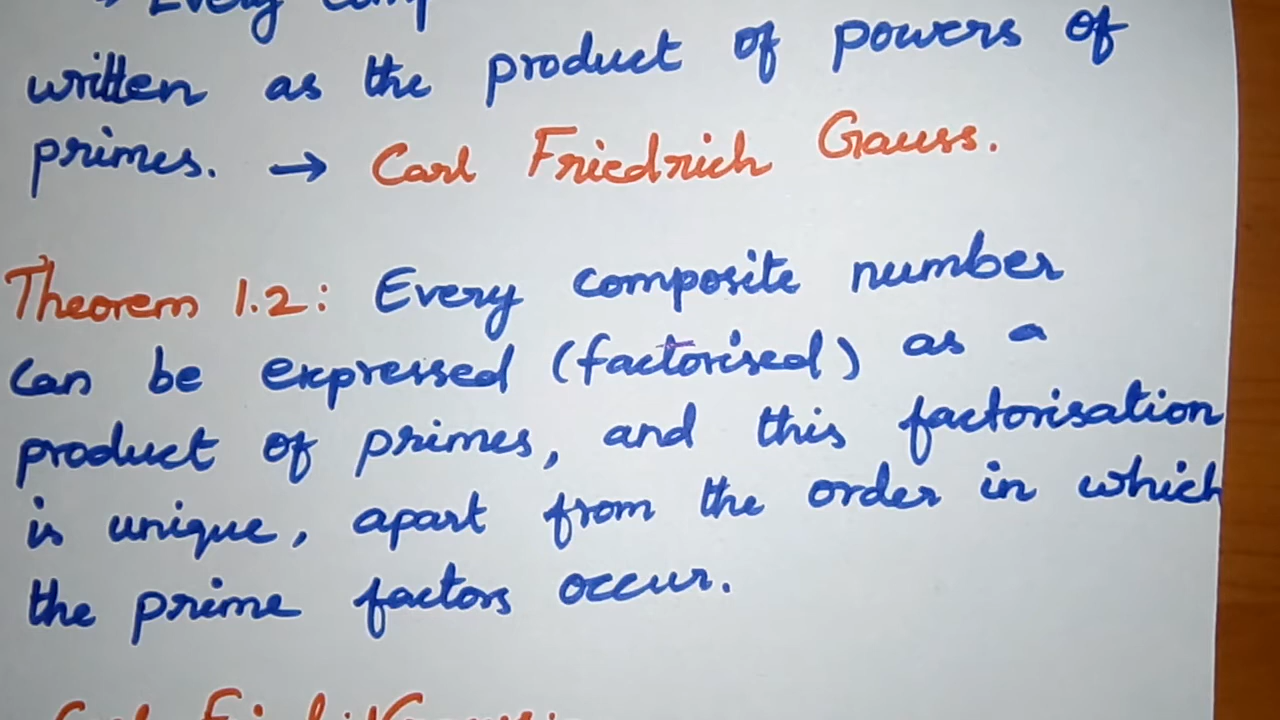 → Every comp
written as the product of powers of
primes. → Carl Friedrich Gauss.
Theorem 1.2: Every composite number
can be expressed (factorised) as a
product of primes, and this factorisation
is unique, apart from the order in which
the prime factors occur.